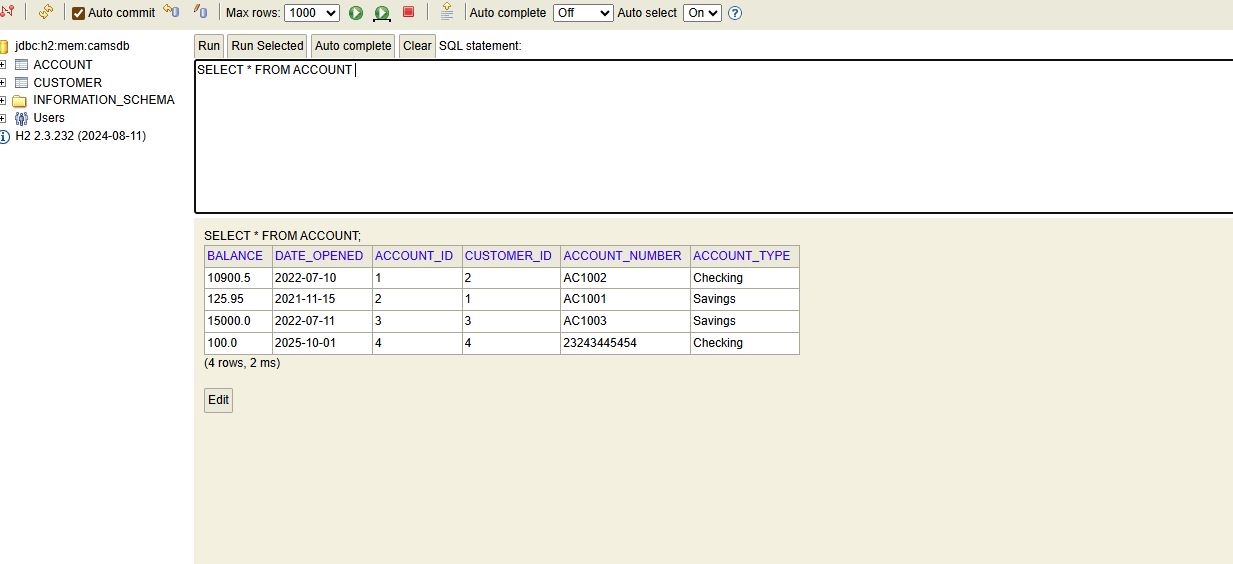 Auto commit Max rows: 1000 Auto complete Off Auto select On ?
jdbc:h2:mem:camsdb
ACCOUNT
CUSTOMER
INFORMATION_SCHEMA
Users
H2 2.3.232 (2024-08-11)
Run Run Selected Auto complete Clear SQL statement:
SELECT * FROM ACCOUNT
SELECT * FROM ACCOUNT;
BALANCE DATE_OPENED ACCOUNT_ID CUSTOMER_ID ACCOUNT_NUMBER ACCOUNT_TYPE
10900.5 2022-07-10 1 2 AC1002 Checking
125.95 2021-11-15 2 1 AC1001 Savings
15000.0 2022-07-11 3 3 AC1003 Savings
100.0 2025-10-01 4 4 23243445454 Checking
(4 rows, 2 ms)
Edit